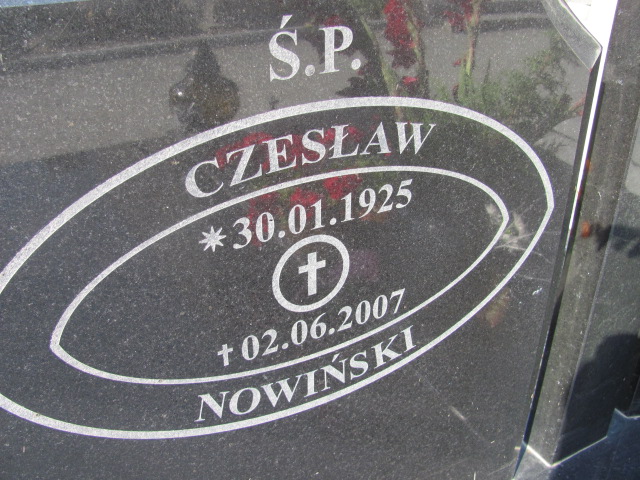 Ś.P.
CZESŁAW
* 30.01.1925
† 02.06.2007
NOWIŃSKI